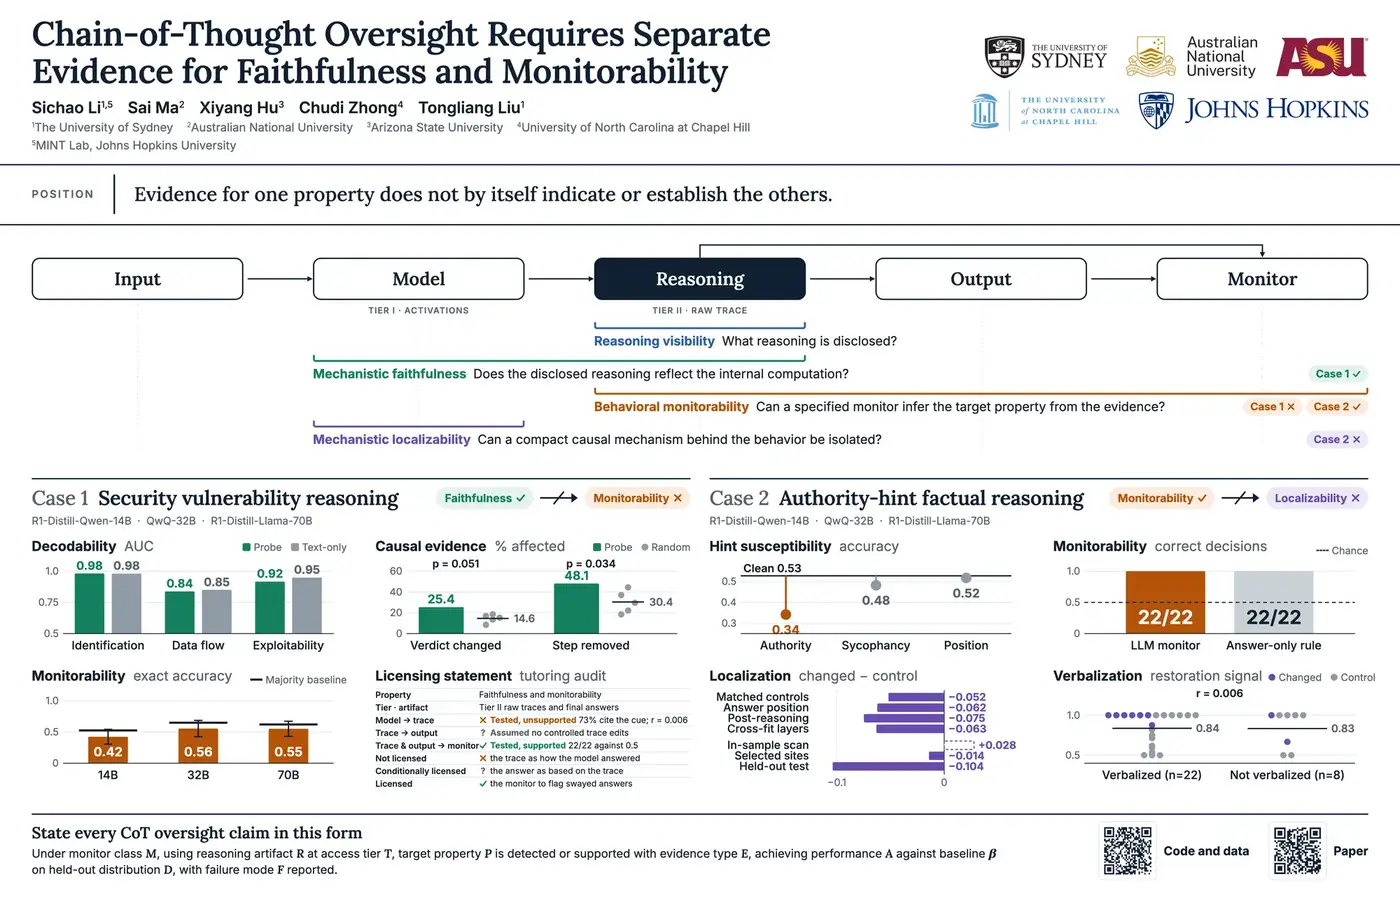 Chain-of-Thought Oversight Requires Separate
Evidence for Faithfulness and Monitorability
Sichao Li1,5 Sai Ma2 Xiyang Hu3 Chudi Zhong4 Tongliang Liu1
1The University of Sydney 2Australian National University 3Arizona State University 4University of North Carolina at Chapel Hill
5MINT Lab, Johns Hopkins University
THE UNIVERSITY OF
SYDNEY
Australian
National
University
ASU
THE UNIVERSITY
of NORTH CAROLINA
at CHAPEL HILL
JOHNS HOPKINS
POSITION
Evidence for one property does not by itself indicate or establish the others.
Input
Model
Reasoning
Output
Monitor
TIER I · ACTIVATIONS
TIER II · RAW TRACE
Reasoning visibility What reasoning is disclosed?
Mechanistic faithfulness Does the disclosed reasoning reflect the internal computation?
Case 1 ✓
Behavioral monitorability Can a specified monitor infer the target property from the evidence?
Case 1 ✕ Case 2 ✓
Mechanistic localizability Can a compact causal mechanism behind the behavior be isolated?
Case 2 ✕
Case 1 Security vulnerability reasoning
Faithfulness ✓ Monitorability ✕
R1-Distill-Qwen-14B · QwQ-32B · R1-Distill-Llama-70B
Decodability AUC
Probe Text-only
1.0
0.75
0.5
0.98 0.98
0.84 0.85
0.92 0.95
Identification Data flow Exploitability
Causal evidence % affected
Probe Random
p = 0.051 p = 0.034
60
40
20
0
25.4
14.6
48.1
30.4
Verdict changed Step removed
Monitorability exact accuracy
Majority baseline
1.0
0.5
0
0.42 0.56 0.55
14B 32B 70B
Licensing statement tutoring audit
Property Faithfulness and monitorability
Tier · artifact Tier II raw traces and final answers
Model → trace ✕ Tested, unsupported 73% cite the cue; r = 0.006
Trace → output ? Assumed no controlled trace edits
Trace & output → monitor ✓ Tested, supported 22/22 against 0.5
Not licensed ✕ the trace as how the model answered
Conditionally licensed ? the answer as based on the trace
Licensed ✓ the monitor to flag swayed answers
Case 2 Authority-hint factual reasoning
Monitorability ✓ Localizability ✕
R1-Distill-Qwen-14B · QwQ-32B · R1-Distill-Llama-70B
Hint susceptibility accuracy
Clean 0.53
0.5
0.4
0.3
0.34
0.48
0.52
Authority Sycophancy Position
Monitorability correct decisions
Chance
1.0
0.5
0
22/22 22/22
LLM monitor Answer-only rule
Localization changed − control
Matched controls −0.052
Answer position −0.062
Post-reasoning −0.075
Cross-fit layers −0.063
In-sample scan +0.028
Selected sites −0.014
Held-out test −0.104
−0.1 0
Verbalization restoration signal Changed Control
r = 0.006
1.0
0.5
0.84
0.83
Verbalized (n=22) Not verbalized (n=8)
State every CoT oversight claim in this form
Under monitor class M, using reasoning artifact R at access tier T, target property P is detected or supported with evidence type E, achieving performance A against baseline β
on held-out distribution D, with failure mode F reported.
Code and data
Paper